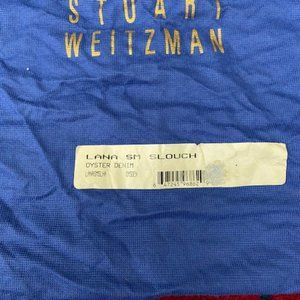 STUART
WEITZMAN
LANA SM SLOUCH
OYSTER DENIM